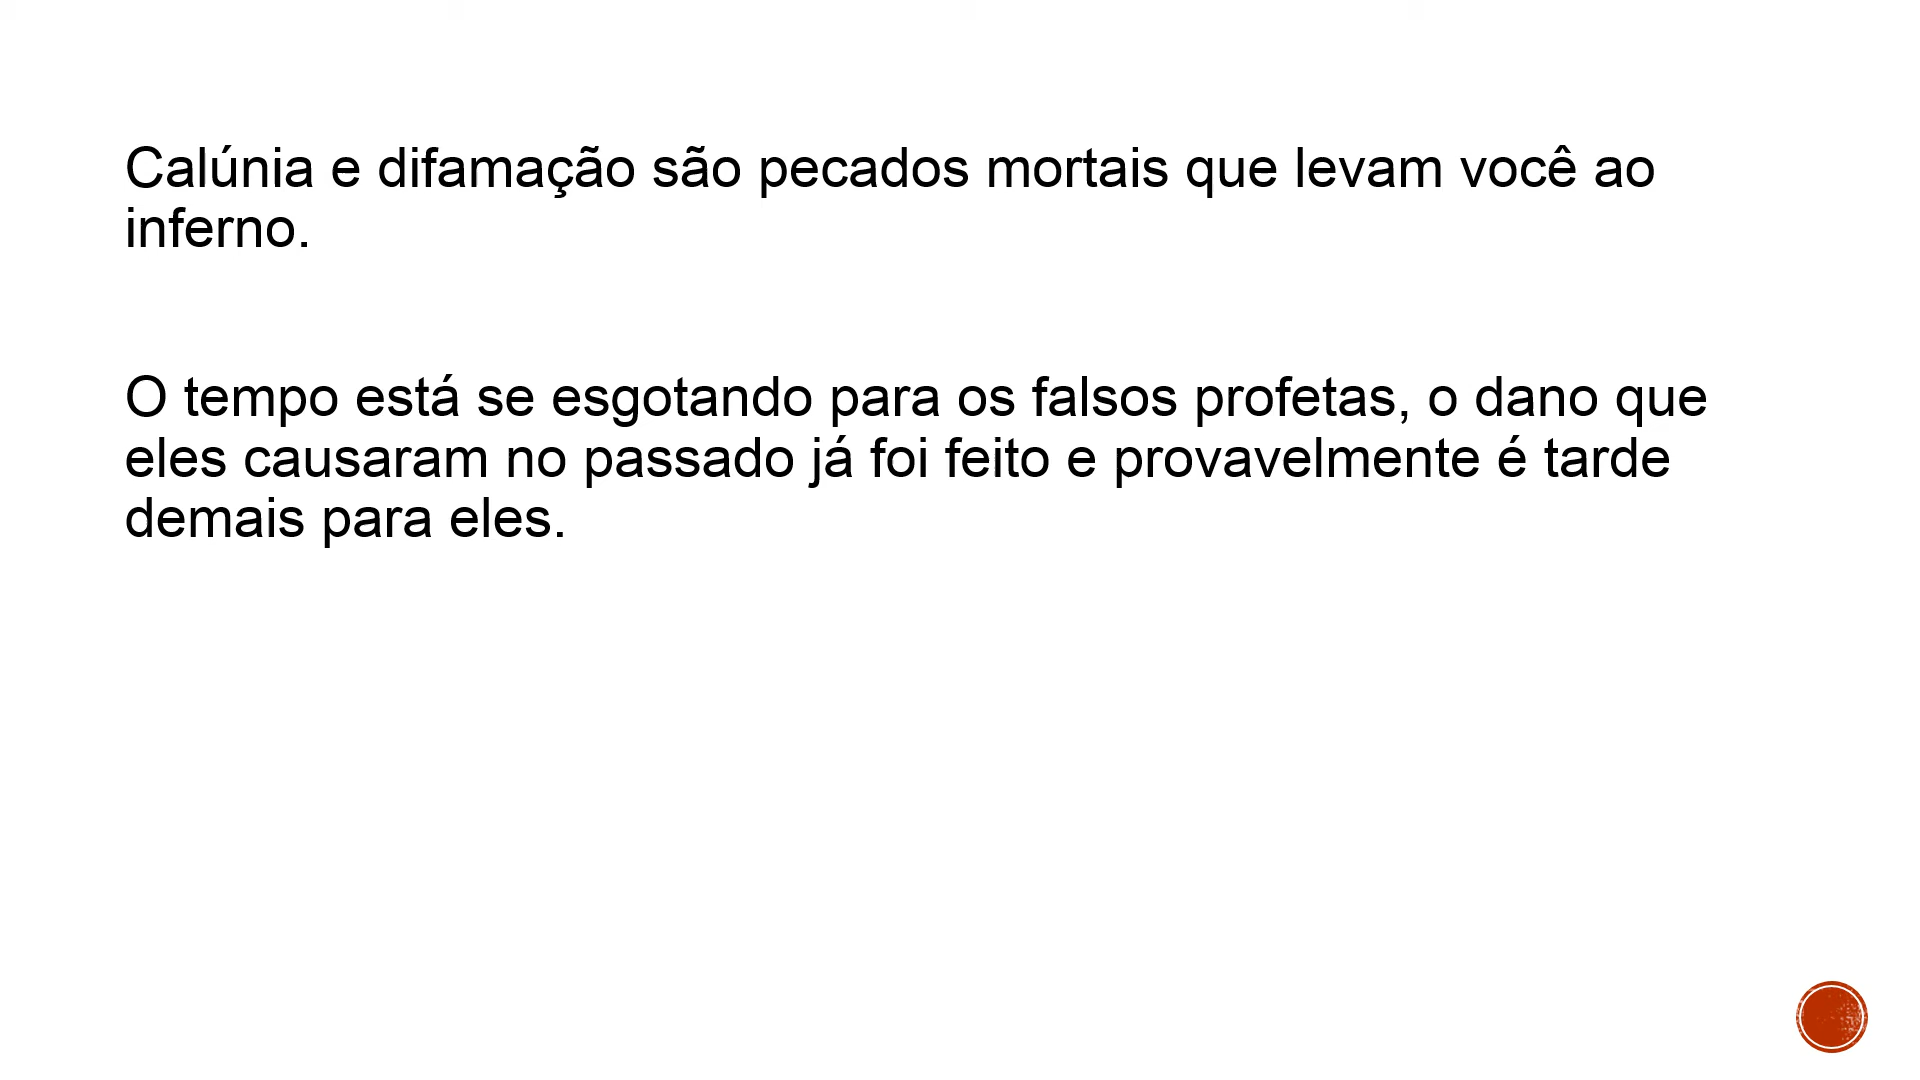 Calúnia e difamação são pecados mortais que levam você ao
inferno.
O tempo está se esgotando para os falsos profetas, o dano que
eles causaram no passado já foi feito e provavelmente é tarde
demais para eles.